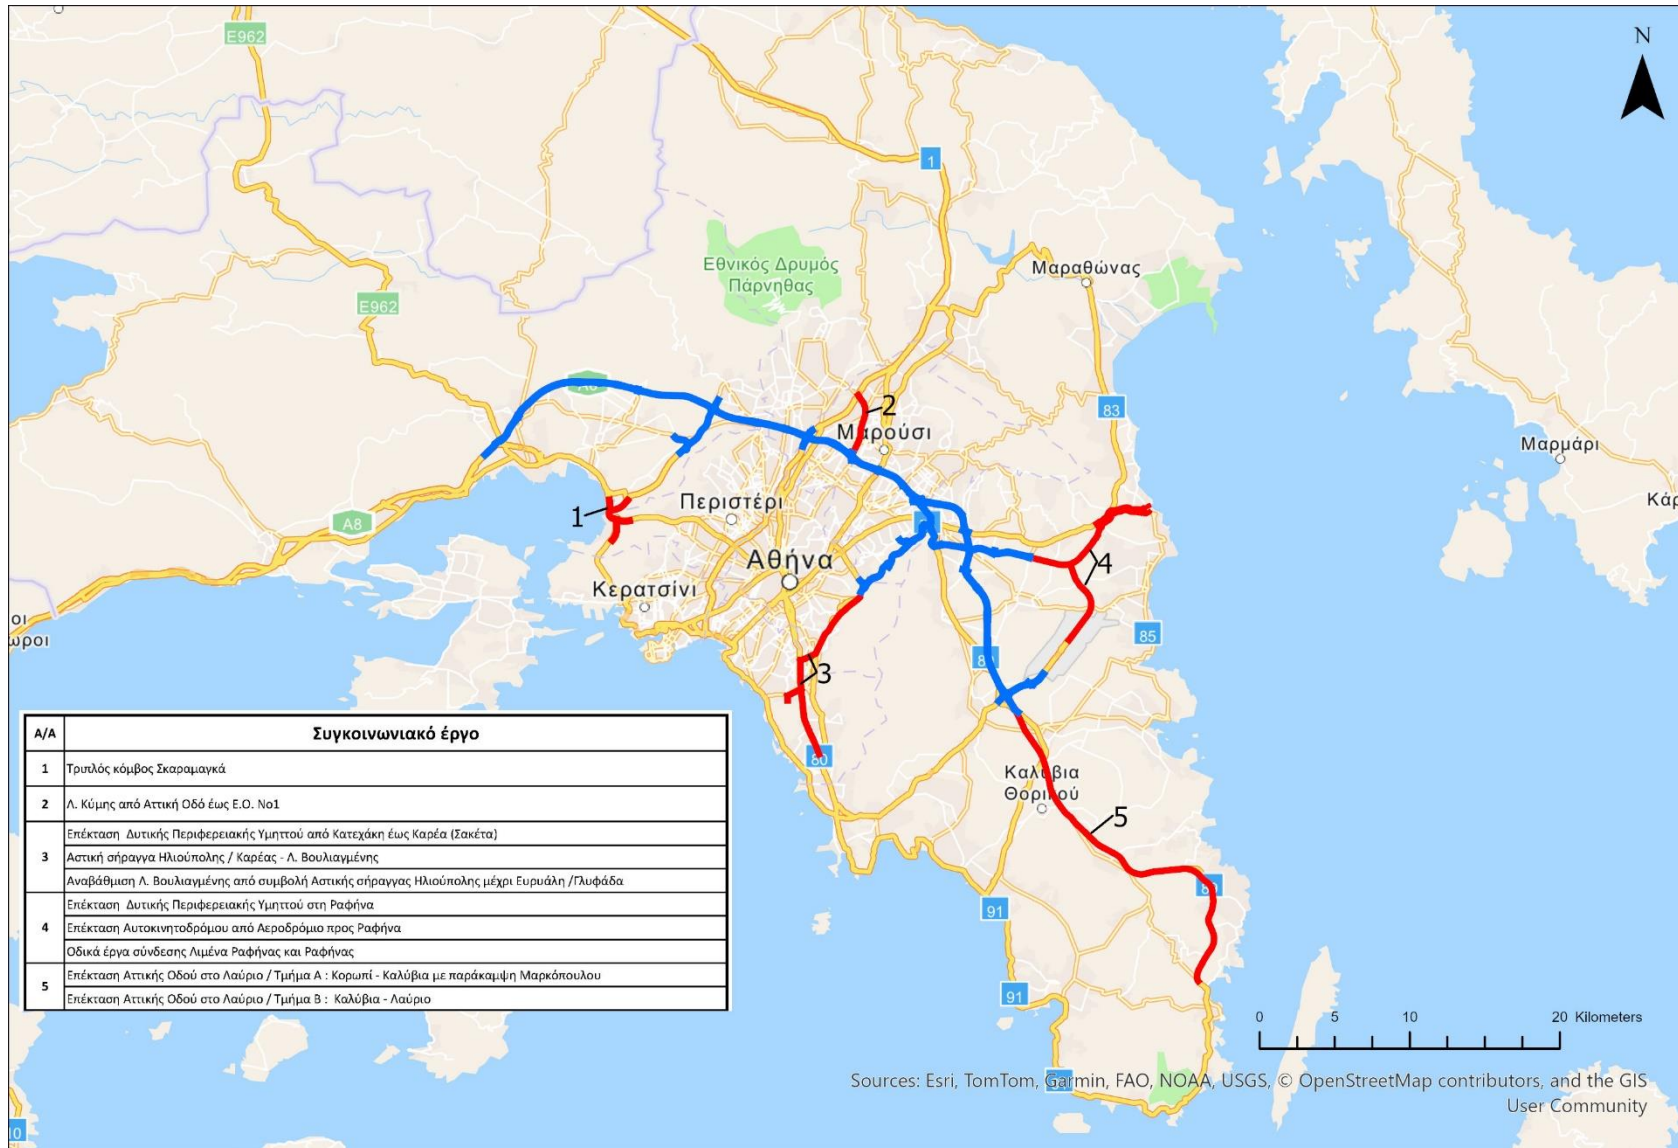 E962
N
1
Εθνικός Δρυμός
Πάρνηθας
Μαραθώνας
E962
2
83
Μαρούσι
Μαρμάρι
Περιστέρι
1
A8
4
Αθήνα
Κερατσίνι
85
3
80
Καλύβια
Θορικού
5
91
91
A/A Συγκοινωνιακό έργο
1 Τριπλός κόμβος Σκαραμαγκά
2 Λ. Κύμης από Αττική Οδό έως Ε.Ο. Νο1
3 Επέκταση Δυτικής Περιφερειακής Υμηττού από Κατεχάκη έως Καρέα (Σακέτα)
Αστική σήραγγα Ηλιούπολης / Καρέας - Λ. Βουλιαγμένης
Αναβάθμιση Λ. Βουλιαγμένης από συμβολή Αστικής σήραγγας Ηλιούπολης μέχρι Ευρυάλη /Γλυφάδα
4 Επέκταση Δυτικής Περιφερειακής Υμηττού στη Ραφήνα
Επέκταση Αυτοκινητοδρόμου από Αεροδρόμιο προς Ραφήνα
Οδικά έργα σύνδεσης Λιμένα Ραφήνας και Ραφήνας
5 Επέκταση Αττικής Οδού στο Λαύριο / Τμήμα Α : Κορωπί - Καλύβια με παράκαμψη Μαρκόπουλου
Επέκταση Αττικής Οδού στο Λαύριο / Τμήμα Β : Καλύβια - Λαύριο
0 5 10 20 Kilometers
Sources: Esri, TomTom, Garmin, FAO, NOAA, USGS, © OpenStreetMap contributors, and the GIS
User Community